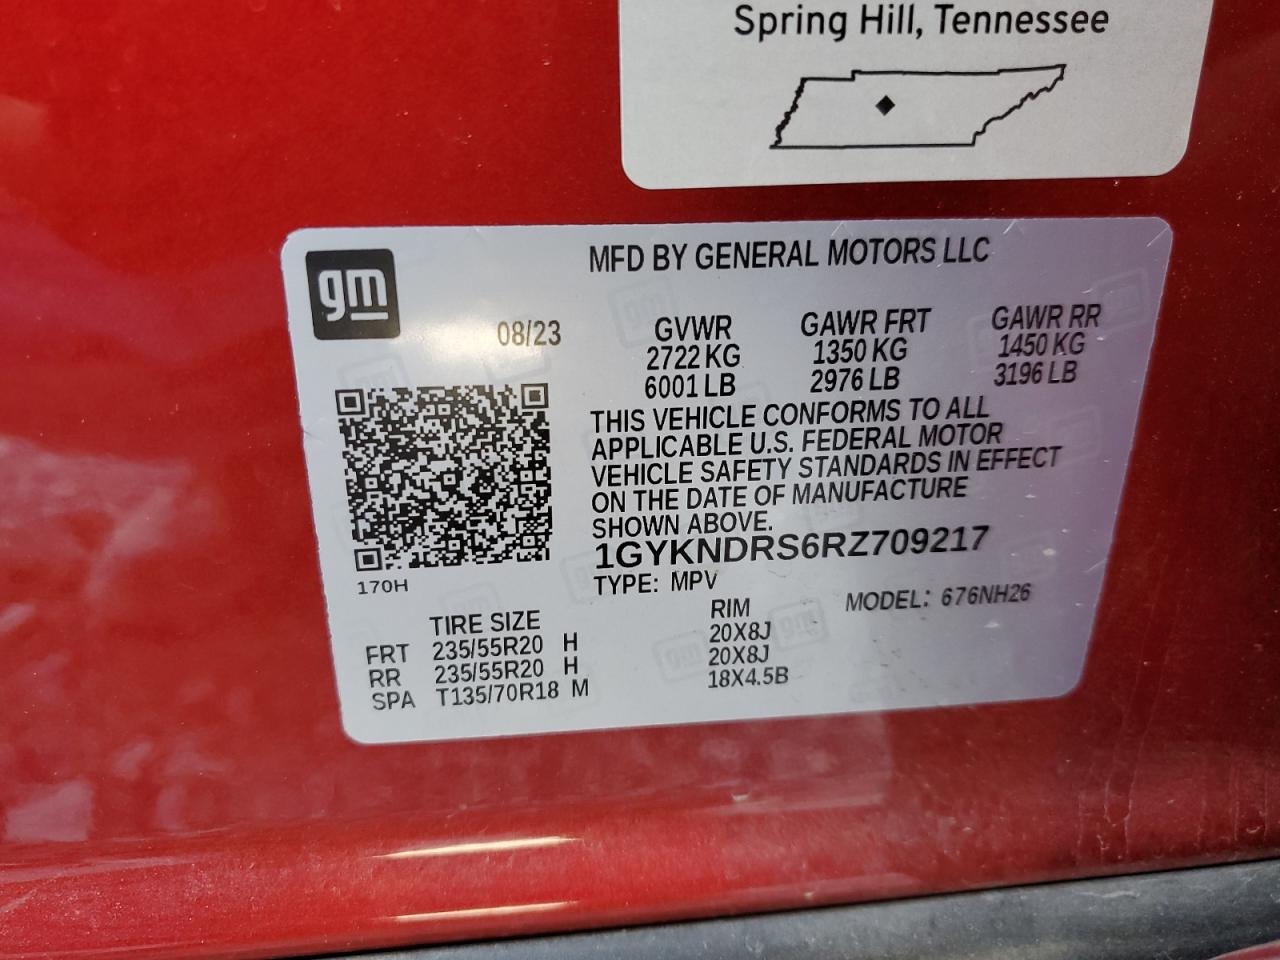 Spring Hill, Tennessee
gm
MFD BY GENERAL MOTORS LLC
08/23
GVWR GAWR FRT GAWR RR
2722 KG 1350 KG 1450 KG
6001 LB 2976 LB 3196 LB
THIS VEHICLE CONFORMS TO ALL
APPLICABLE U.S. FEDERAL MOTOR
VEHICLE SAFETY STANDARDS IN EFFECT
ON THE DATE OF MANUFACTURE
SHOWN ABOVE.
1GYKNDRS6RZ709217
170H
TYPE: MPV
MODEL: 676NH26
TIRE SIZE RIM
FRT 235/55R20 H 20X8J
RR 235/55R20 H 20X8J
SPA T135/70R18 M 18X4.5B